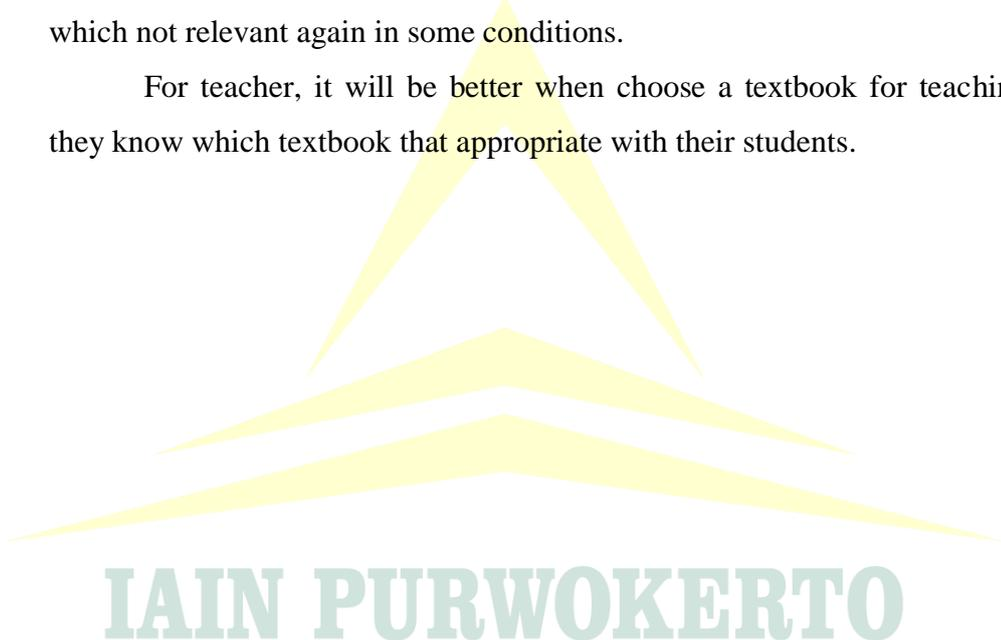 which not relevant again in some conditions.
For teacher, it will be better when choose a textbook for
they know which textbook that appropriate with their students.
IAIN PURWOKERTO